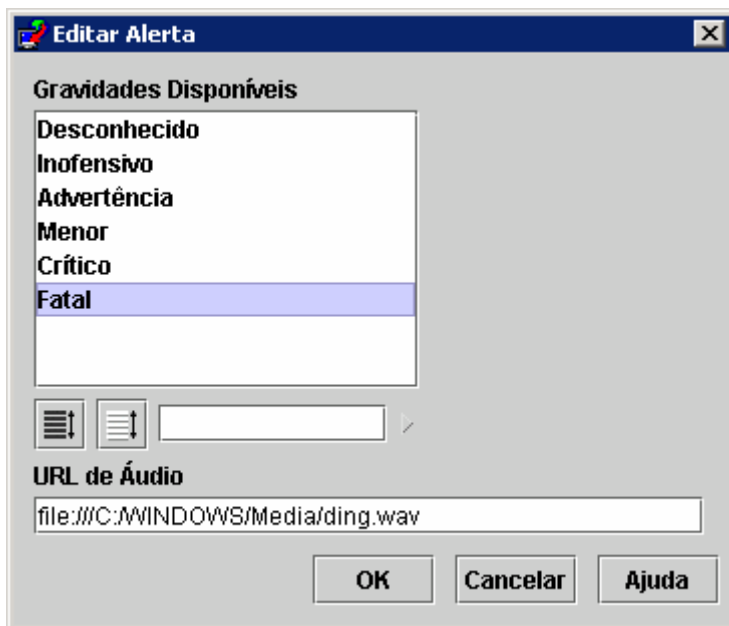 Editar Alerta
Gravidades Disponíveis
Desconhecido
Inofensivo
Advertência
Menor
Crítico
Fatal
URL de Áudio
file:///C:/WINDOWS/Media/ding.wav
OK Cancelar Ajuda